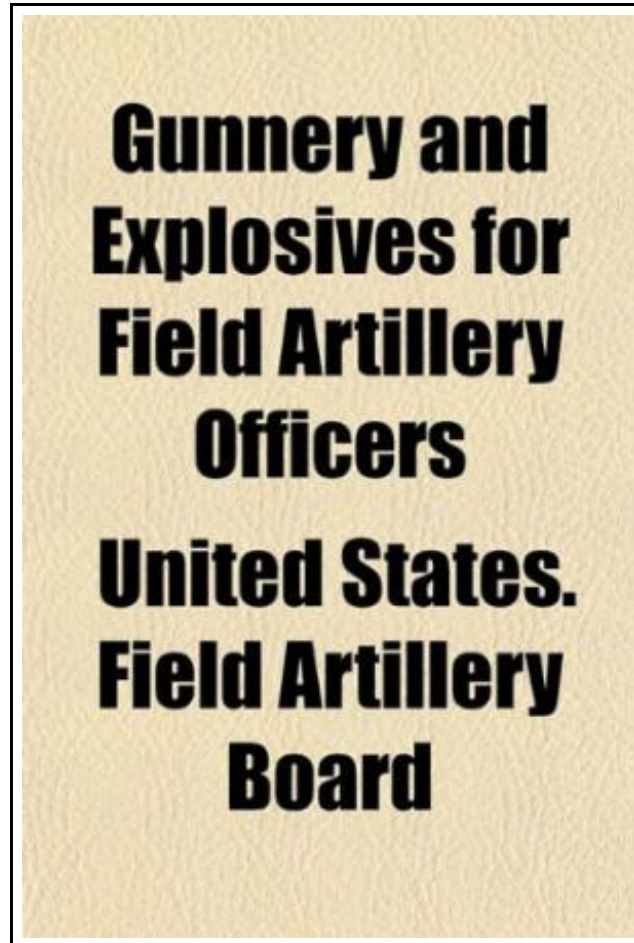 Gunnery and
Explosives for
Field Artillery
Officers
United States.
Field Artillery
Board